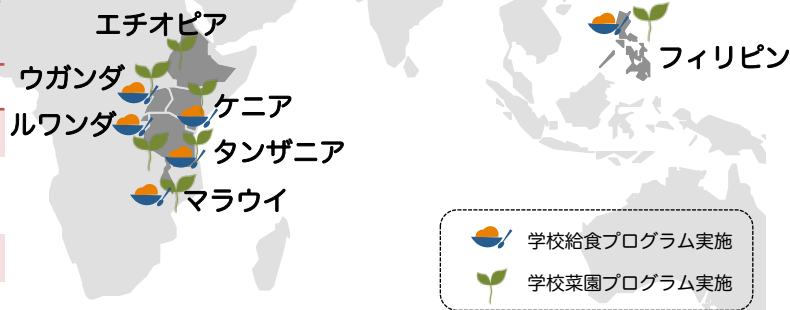 エチオピア
フィリピン
ウガンダ
ケニア
ルワンダ
タンザニア
マラウイ
学校給食プログラム実施
学校菜園プログラム実施